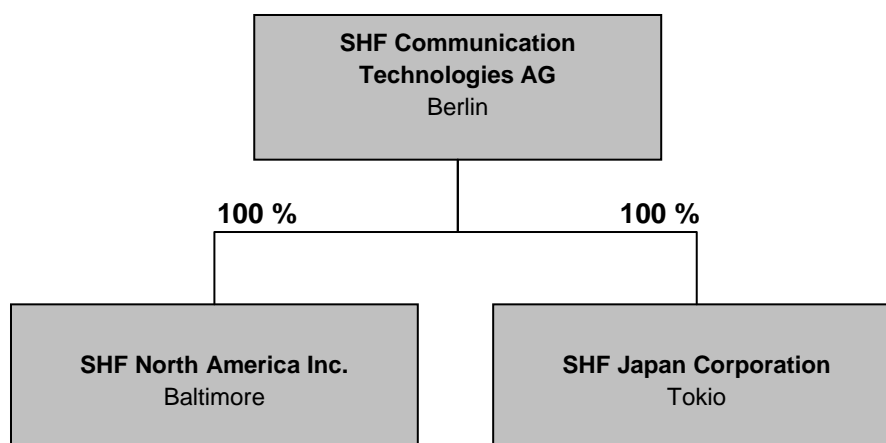 SHF Communication
Technologies AG
Berlin
100 %
100 %
SHF North America Inc.
Baltimore
SHF Japan Corporation
Tokio